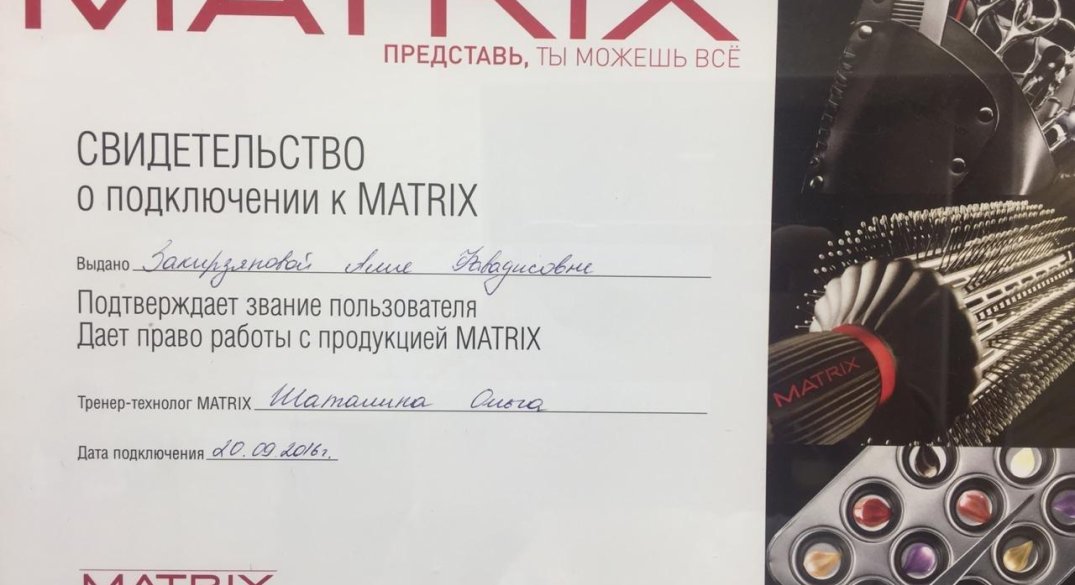 MATRIX
ПРЕДСТАВЬ, ТЫ МОЖЕШЬ ВСЁ
СВИДЕТЕЛЬСТВО
о подключении к MATRIX
Выдано Закирзяновой Алие
Подтверждает звание пользователя
Дает право работы с продукцией MATRIX
Тренер-технолог MATRIX Шаталина Ольга
Дата подключения 20.09.2016г.
MATRIX
MATRIX